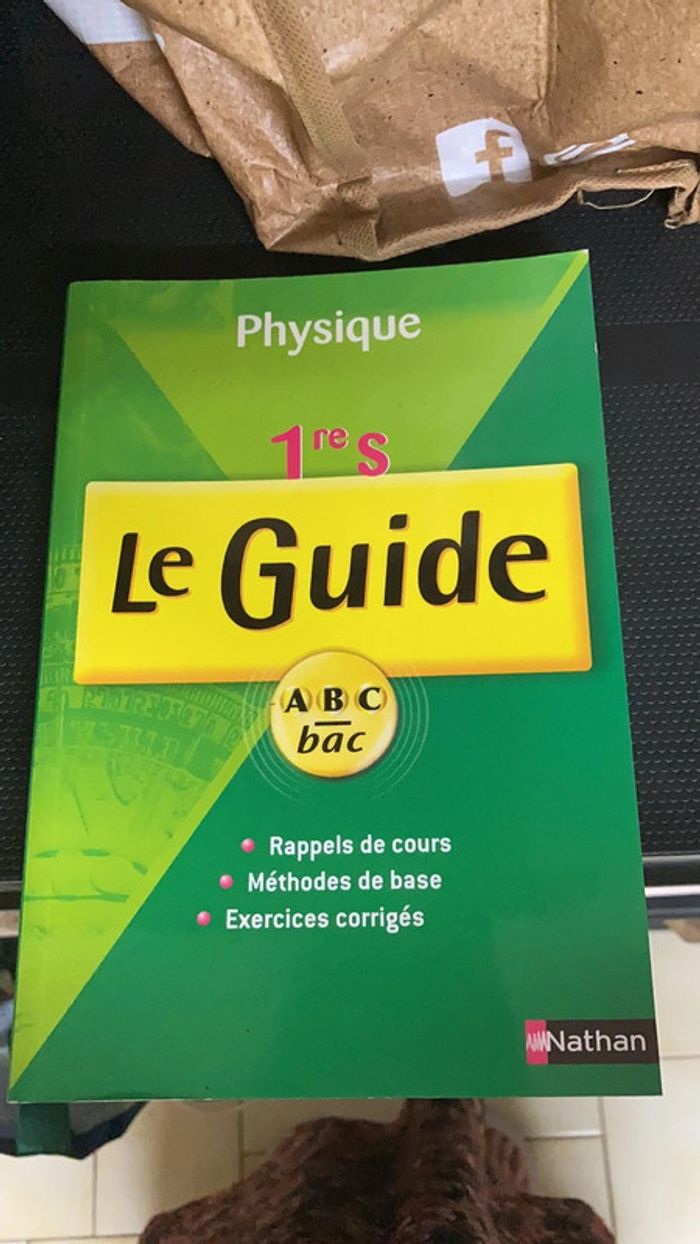 f
Physique
1re S
Le Guide
ABC
bac
Rappels de cours
Méthodes de base
Exercices corrigés
Nathan